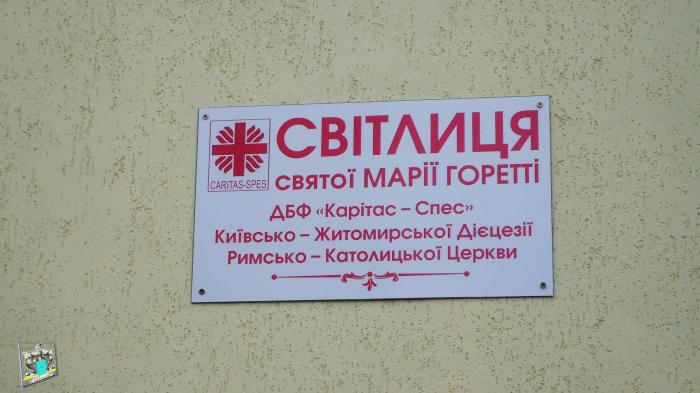 СВІТЛИЦЯ
СВЯТОЇ МАРІЇ ГОРЕТТІ
CARITAS-SPES
ДБФ «Карітас – Спес»
Київсько – Житомирської Дієцезії
Римсько – Католицької Церкви